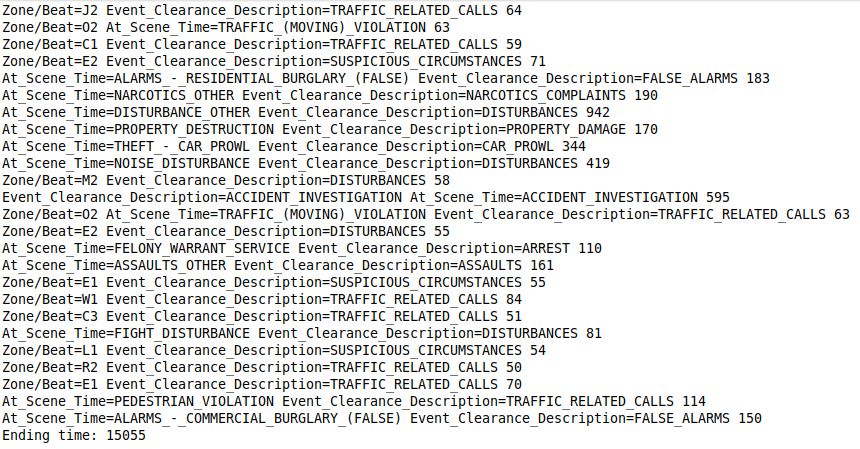 Zone/Beat=J2 Event_Clearance_Description=TRAFFIC_RELATED_CALLS 64
Zone/Beat=O2 At_Scene_Time=TRAFFIC_(MOVING)_VIOLATION 63
Zone/Beat=C1 Event_Clearance_Description=TRAFFIC_RELATED_CALLS 59
Zone/Beat=E2 Event_Clearance_Description=SUSPICIOUS_CIRCUMSTANCES 71
At_Scene_Time=ALARMS_-_RESIDENTIAL_BURGLARY_(FALSE) Event_Clearance_Description=FALSE_ALARMS 183
At_Scene_Time=NARCOTICS_OTHER Event_Clearance_Description=NARCOTICS_COMPLAINTS 190
At_Scene_Time=DISTURBANCE_OTHER Event_Clearance_Description=DISTURBANCES 942
At_Scene_Time=PROPERTY_DESTRUCTION Event_Clearance_Description=PROPERTY_DAMAGE 170
At_Scene_Time=THEFT_-_CAR_PROWL Event_Clearance_Description=CAR_PROWL 344
At_Scene_Time=NOISE_DISTURBANCE Event_Clearance_Description=DISTURBANCES 419
Zone/Beat=M2 Event_Clearance_Description=DISTURBANCES 58
Event_Clearance_Description=ACCIDENT_INVESTIGATION At_Scene_Time=ACCIDENT_INVESTIGATION 595
Zone/Beat=O2 At_Scene_Time=TRAFFIC_(MOVING)_VIOLATION Event_Clearance_Description=TRAFFIC_RELATED_CALLS 63
Zone/Beat=E2 Event_Clearance_Description=DISTURBANCES 55
At_Scene_Time=FELONY_WARRANT_SERVICE Event_Clearance_Description=ARREST 110
At_Scene_Time=ASSAULTS_OTHER Event_Clearance_Description=ASSAULTS 161
Zone/Beat=E1 Event_Clearance_Description=SUSPICIOUS_CIRCUMSTANCES 55
Zone/Beat=W1 Event_Clearance_Description=TRAFFIC_RELATED_CALLS 84
Zone/Beat=C3 Event_Clearance_Description=TRAFFIC_RELATED_CALLS 51
At_Scene_Time=FIGHT_DISTURBANCE Event_Clearance_Description=DISTURBANCES 81
Zone/Beat=L1 Event_Clearance_Description=SUSPICIOUS_CIRCUMSTANCES 54
Zone/Beat=R2 Event_Clearance_Description=TRAFFIC_RELATED_CALLS 50
Zone/Beat=E1 Event_Clearance_Description=TRAFFIC_RELATED_CALLS 70
At_Scene_Time=PEDESTRIAN_VIOLATION Event_Clearance_Description=TRAFFIC_RELATED_CALLS 114
At_Scene_Time=ALARMS_-_COMMERCIAL_BURGLARY_(FALSE) Event_Clearance_Description=FALSE_ALARMS 150
Ending time: 15055